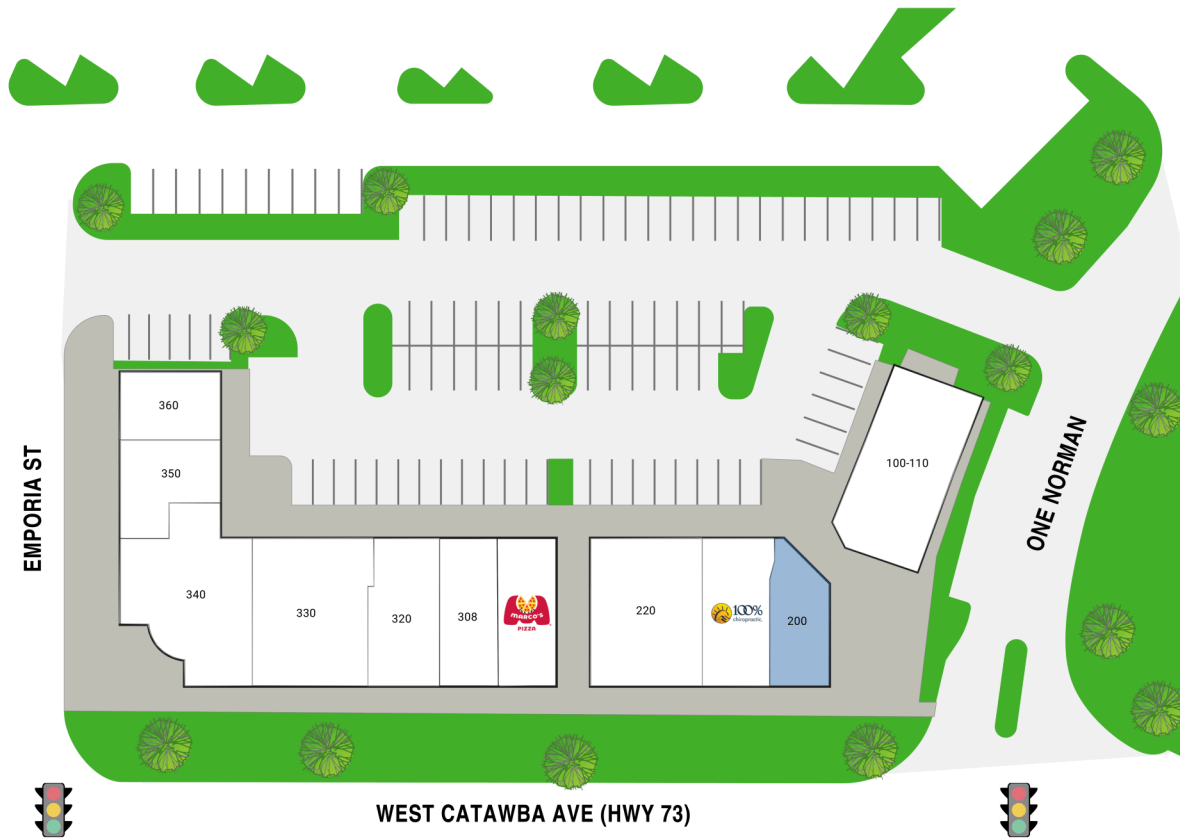 360
350
100-110
EMPORIA ST
ONE NORMAN
340
330
320
308
MARCO'S
PIZZA
220
100%
chiropractic
200
WEST CATAWBA AVE (HWY 73)